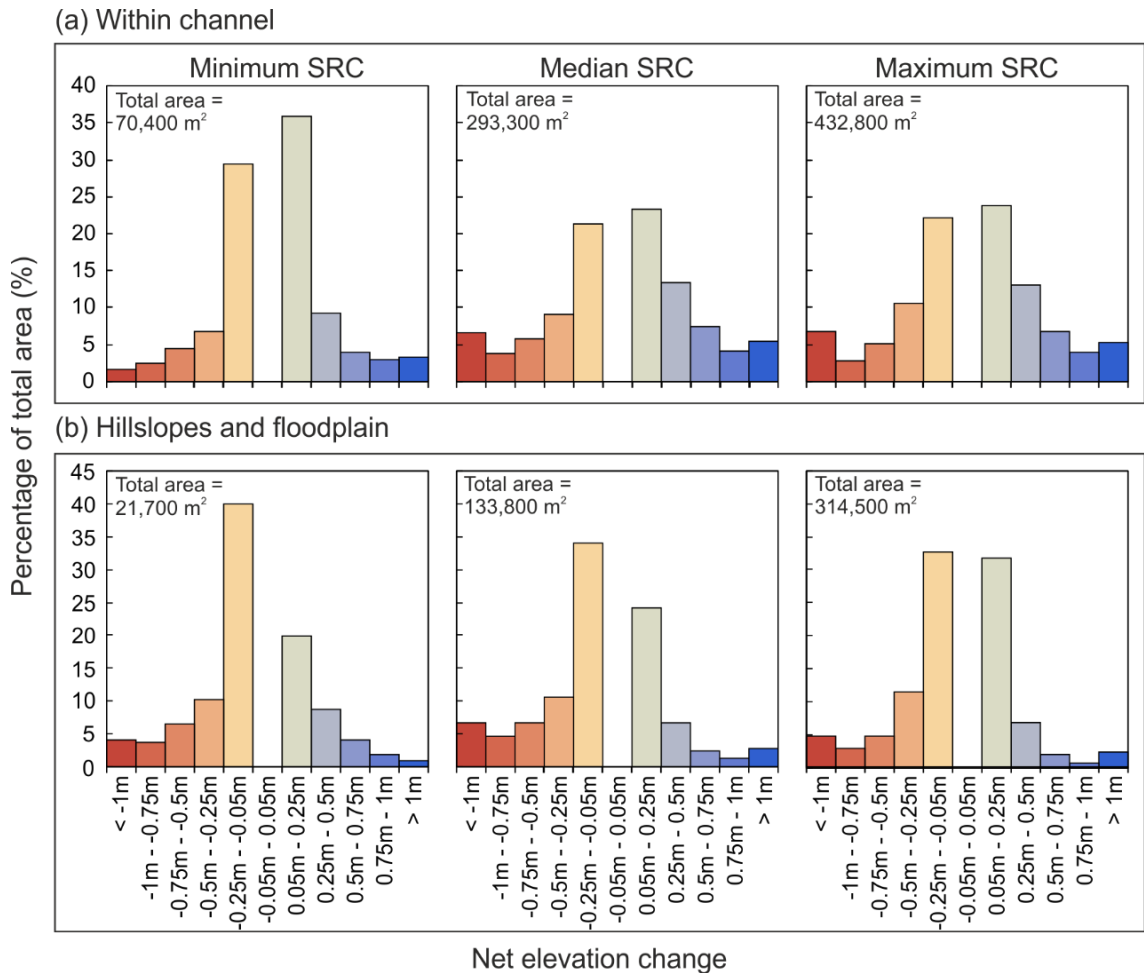 (a) Within channel
Minimum SRC
Median SRC
Maximum SRC
Total area =
70,400 m²
Total area =
293,300 m²
Total area =
432,800 m²
40
35
30
25
20
15
10
5
0
Percentage of total area (%)
(b) Hillslopes and floodplain
Total area =
21,700 m²
Total area =
133,800 m²
Total area =
314,500 m²
45
40
35
30
25
20
15
10
5
0
< -1m
-1m - -0.75m
-0.75m - -0.5m
-0.5m - -0.25m
-0.25m - -0.05m
-0.05m - 0.05m
0.05m - 0.25m
0.25m - 0.5m
0.5m - 0.75m
0.75m - 1m
> 1m
< -1m
-1m - -0.75m
-0.75m - -0.5m
-0.5m - -0.25m
-0.25m - -0.05m
-0.05m - 0.05m
0.05m - 0.25m
0.25m - 0.5m
0.5m - 0.75m
0.75m - 1m
> 1m
< -1m
-1m - -0.75m
-0.75m - -0.5m
-0.5m - -0.25m
-0.25m - -0.05m
-0.05m - 0.05m
0.05m - 0.25m
0.25m - 0.5m
0.5m - 0.75m
0.75m - 1m
> 1m
Net elevation change